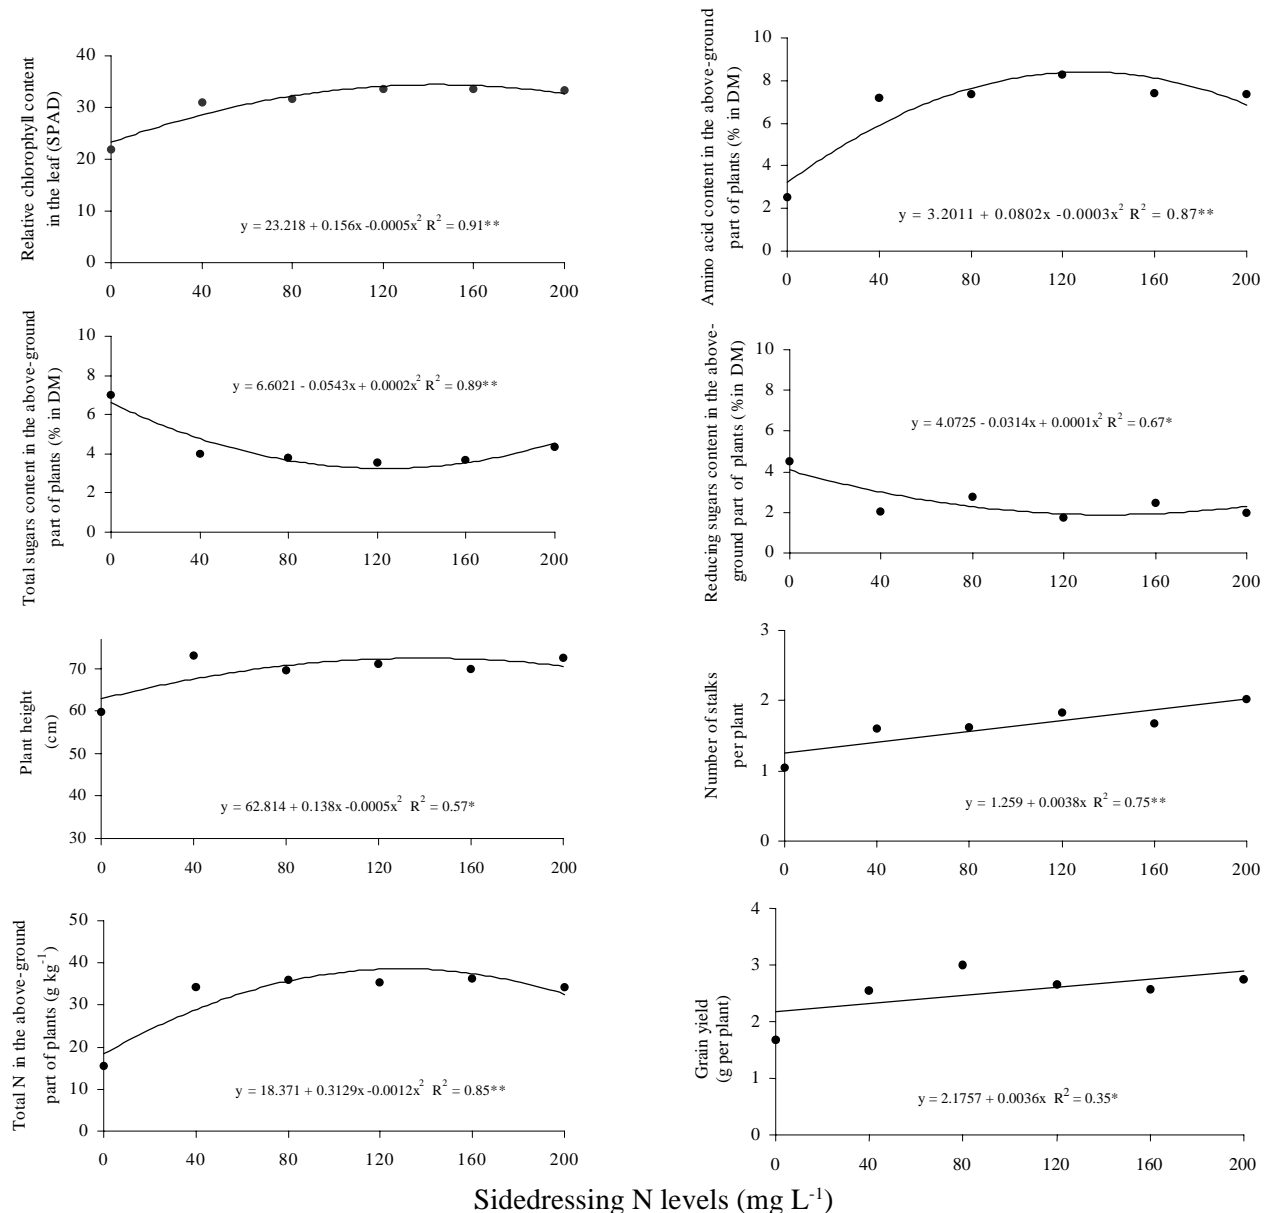 Relative chlorophyll content
in the leaf (SPAD)
40
30
20
10
0
y = 23.218 + 0.156x -0.0005x² R² = 0.91**
0 40 80 120 160 200
Amino acid content in the above-ground
part of plants (% in DM)
10
8
6
4
2
0
y = 3.2011 + 0.0802x -0.0003x² R² = 0.87**
0 40 80 120 160 200
Total sugars content in the above-ground
part of plants (% in DM)
10
8
6
4
2
0
y = 6.6021 - 0.0543x + 0.0002x² R² = 0.89**
0 40 80 120 160 200
Reducing sugars content in the above-
ground part of plants (%in DM)
10
8
6
4
2
0
y = 4.0725 - 0.0314x + 0.0001x² R² = 0.67*
0 40 80 120 160 200
Plant height
(cm)
70
60
50
40
30
y = 62.814 + 0.138x -0.0005x² R² = 0.57*
0 40 80 120 160 200
Number of stalks
per plant
3
2
1
0
y = 1.259 + 0.0038x R² = 0.75**
0 40 80 120 160 200
Total N in the above-ground
part of plants (g kg⁻¹)
50
40
30
20
10
0
y = 18.371 + 0.3129x -0.0012x² R² = 0.85**
0 40 80 120 160 200
Grain yield
(g per plant)
4
3
2
1
0
y = 2.1757 + 0.0036x R² = 0.35*
0 40 80 120 160 200
Sidedressing N levels (mg L⁻¹)